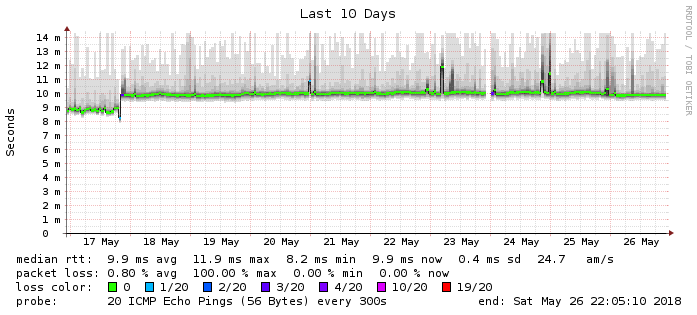 Last 10 Days
RRDTOOL / TOBI OETIKER
Seconds
14 m
13 m
12 m
11 m
10 m
9 m
8 m
7 m
6 m
5 m
4 m
3 m
2 m
1 m
0
17 May 18 May 19 May 20 May 21 May 22 May 23 May 24 May 25 May 26 May
median rtt: 9.9 ms avg 11.9 ms max 8.2 ms min 9.9 ms now 0.4 ms sd 24.7 am/s
packet loss: 0.80 % avg 100.00 % max 0.00 % min 0.00 % now
loss color: 0 1/20 2/20 3/20 4/20 10/20 19/20
probe: 20 ICMP Echo Pings (56 Bytes) every 300s end: Sat May 26 22:05:10 2018